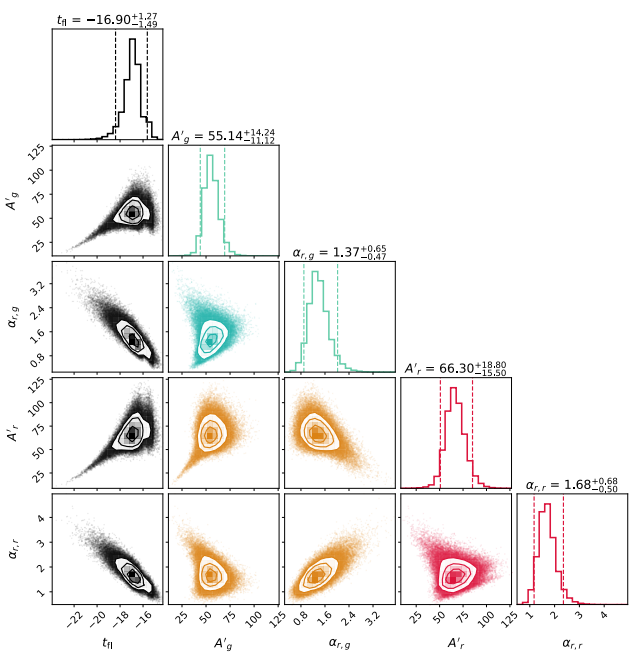 t_fl = −16.90^{+1.27}_{−1.49}
A′_g = 55.14^{+14.24}_{−11.12}
125
100
75
50
25
A′_g
α_{r,g} = 1.37^{+0.65}_{−0.47}
3.2
2.4
1.6
0.8
α_{r,g}
A′_r = 66.30^{+18.80}_{−15.50}
125
100
75
50
25
A′_r
α_{r,r} = 1.68^{+0.68}_{−0.50}
4
3
2
1
α_{r,r}
−22 −20 −18 −16
25 50 75 100 125
0.8 1.6 2.4 3.2
25 50 75 100 125
1 2 3 4
t_fl A′_g α_{r,g} A′_r α_{r,r}